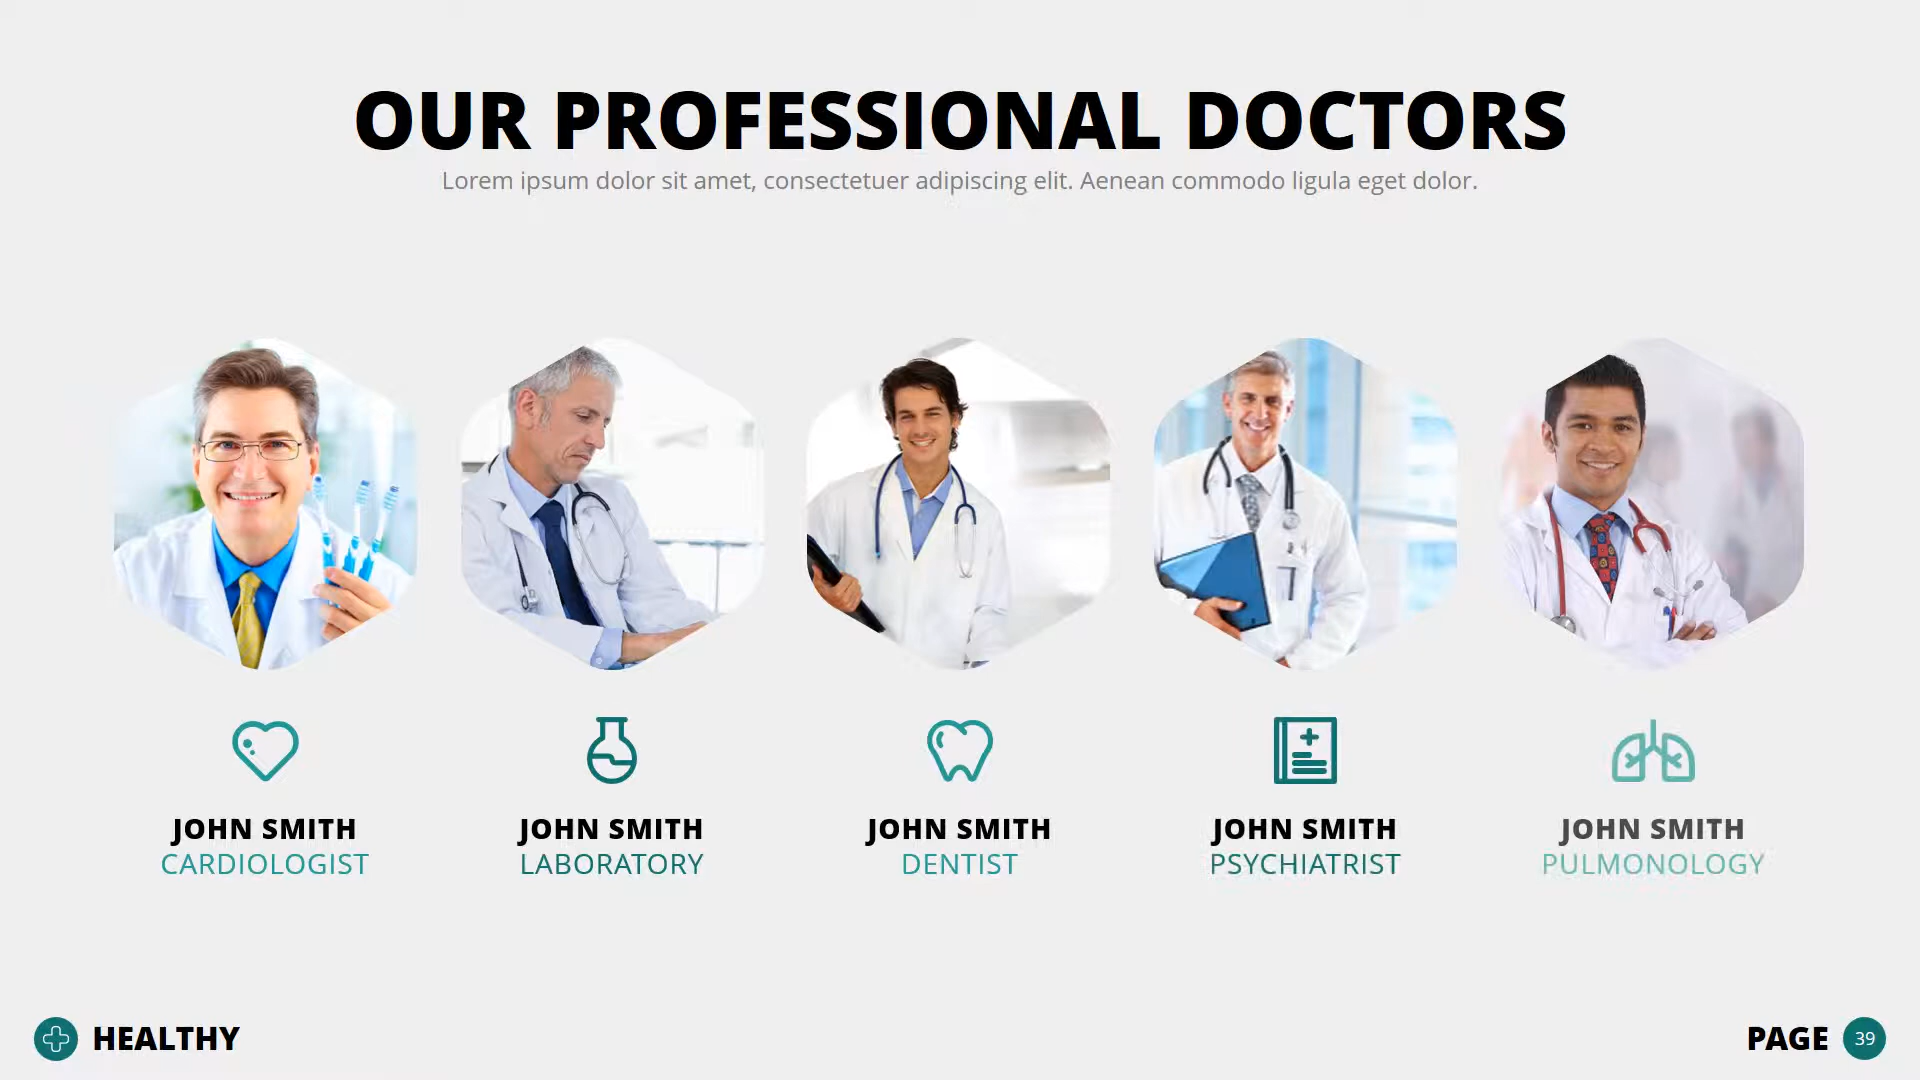 OUR PROFESSIONAL DOCTORS
Lorem ipsum dolor sit amet, consectetuer adipiscing elit. Aenean commodo ligula eget dolor.
JOHN SMITH
CARDIOLOGIST
JOHN SMITH
LABORATORY
JOHN SMITH
DENTIST
JOHN SMITH
PSYCHIATRIST
JOHN SMITH
PULMONOLOGY
HEALTHY
PAGE 39